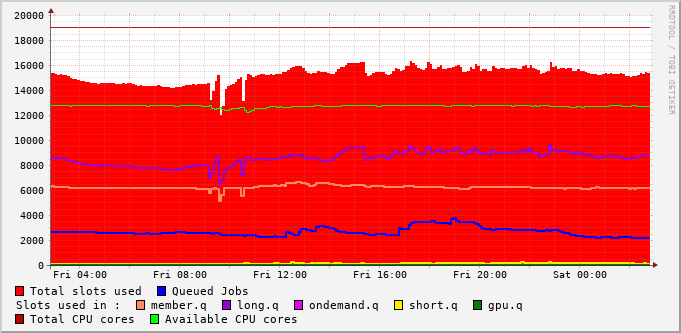 20000
18000
16000
14000
12000
10000
8000
6000
4000
2000
0
Fri 04:00 Fri 08:00 Fri 12:00 Fri 16:00 Fri 20:00 Sat 00:00
RRDTOOL / TOBI OETIKER
Total slots used Queued Jobs
Slots used in : member.q long.q ondemand.q short.q gpu.q
Total CPU cores Available CPU cores